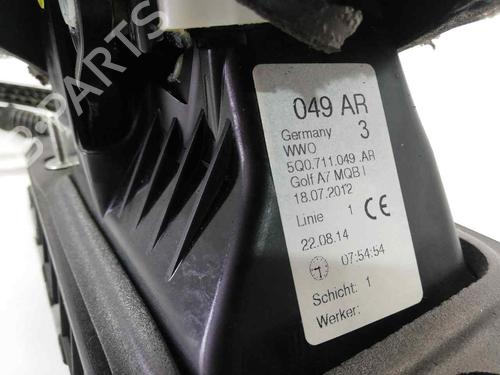 049 AR
Germany 3
WWO
5Q0.711.049 .AR
Golf A7 MQB I
18.07.2012
Linie 1 CE
22.08.14
07:54:54
Schicht: 1
Werker:
B-PARTS